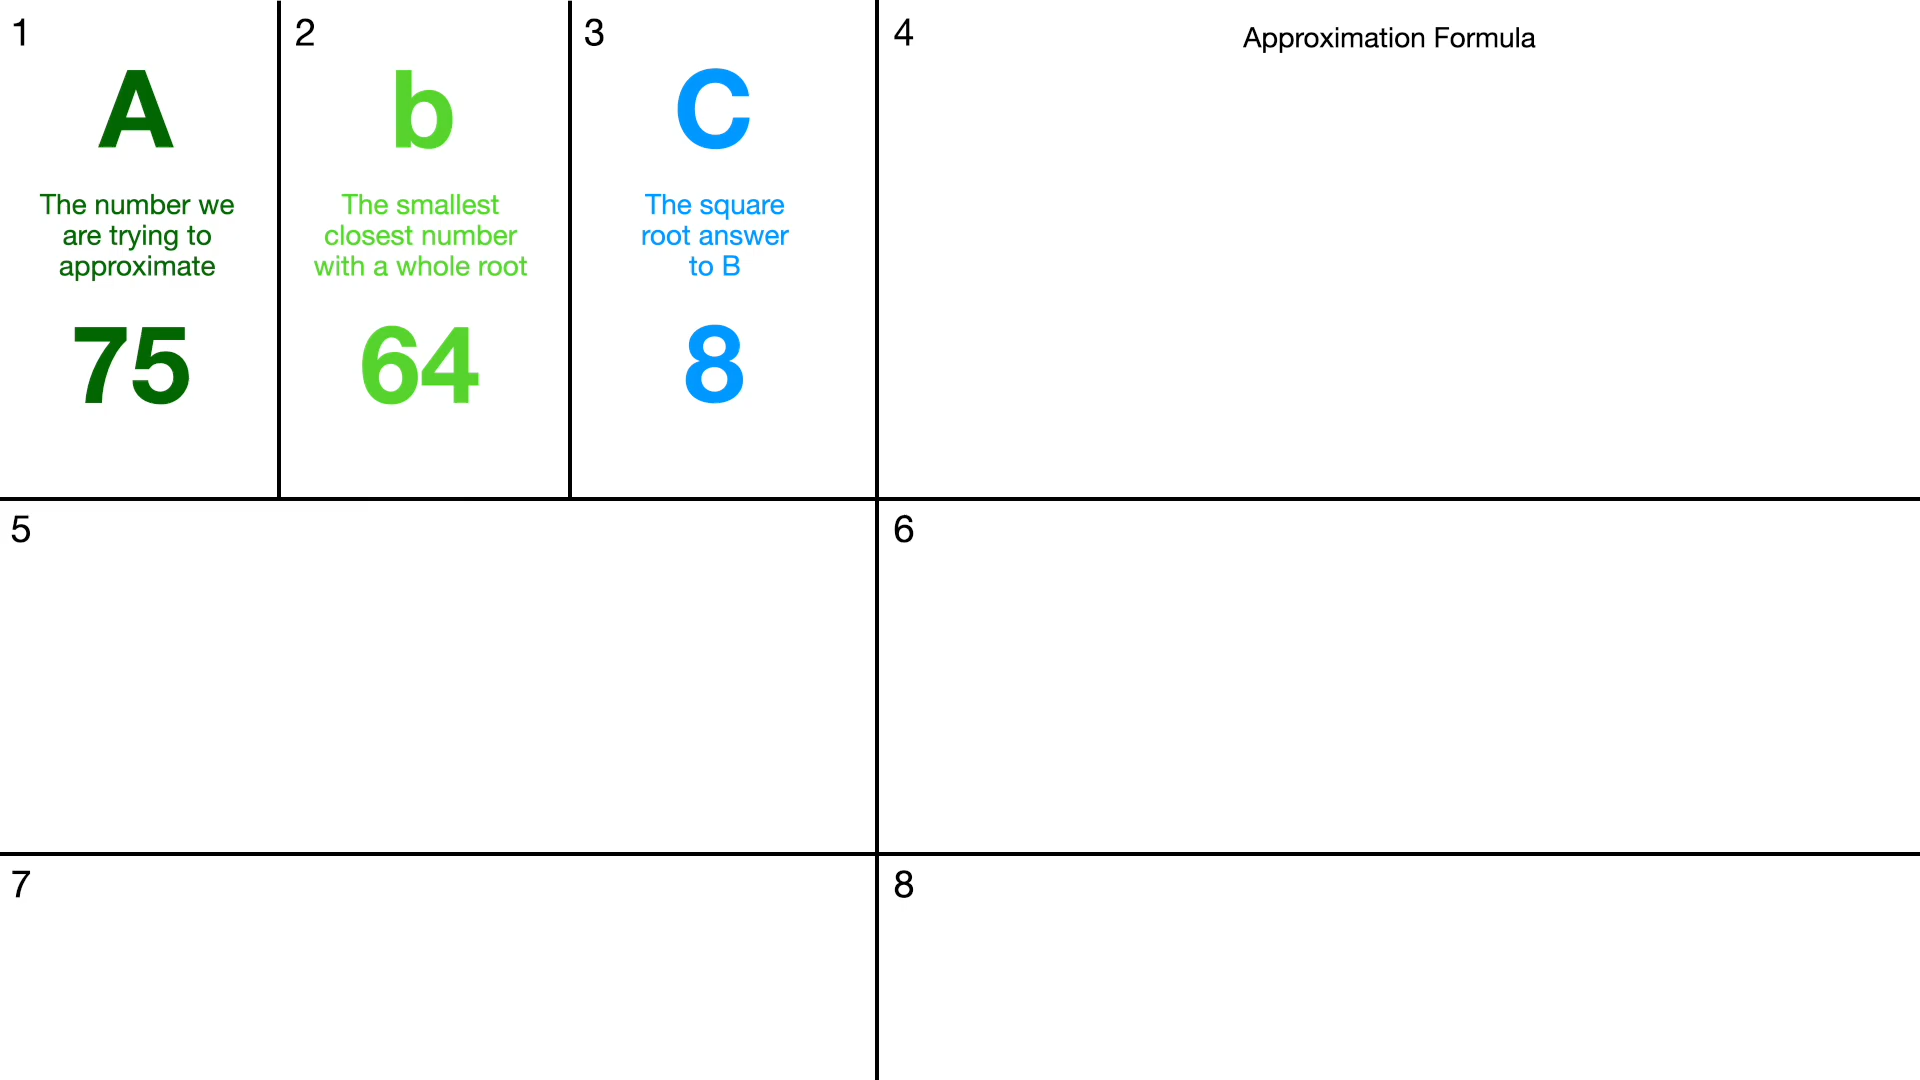 1
A
The number we
are trying to
approximate
75
2
b
The smallest
closest number
with a whole root
64
3
C
The square
root answer
to B
8
4
Approximation Formula
5
6
7
8